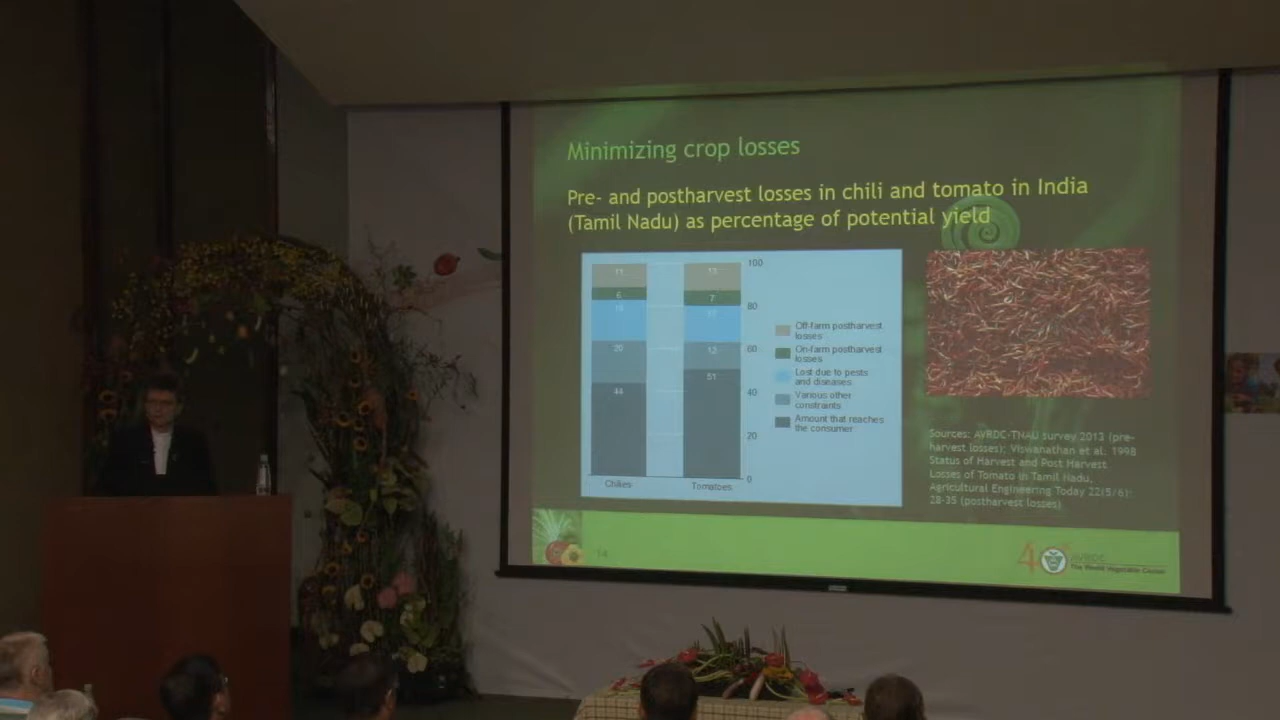 Minimizing crop losses
Pre- and postharvest losses in chili and tomato in India
(Tamil Nadu) as percentage of potential yield
100
80
60
40
20
0
11
6
19
20
44
13
7
13
51
Chilies
Tomatoes
Off-farm postharvest
losses
On-farm postharvest
losses
Lost due to pests
and diseases
Various other
constraints
Amount that reaches
the consumer
Sources: AVRDC-TNAU survey 2013 (pre-
harvest losses); Viswanathan et al. 1998
Status of Harvest and Post Harvest
Losses of Tomato in Tamil Nadu,
Agricultural Engineering Today 22(5/6):
28-35 (postharvest losses)
14
40
AVRDC
The World Vegetable Center